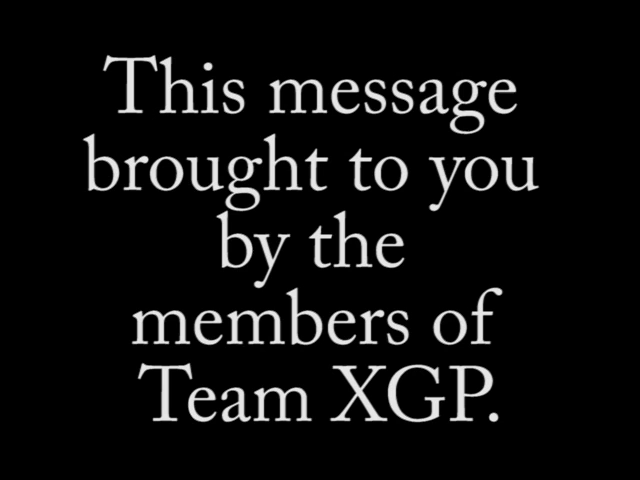 This message
brought to you
by the
members of
Team XGP.